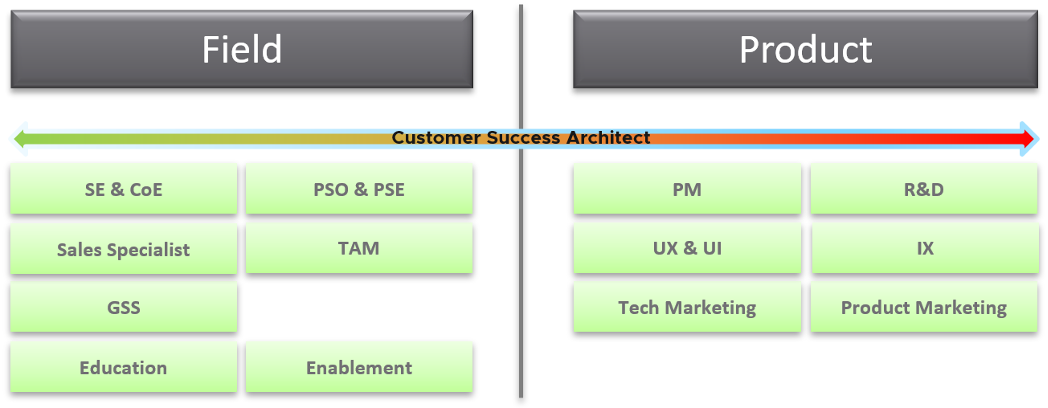 Field
Product
Customer Success Architect
SE & CoE
PSO & PSE
PM
R&D
Sales Specialist
TAM
UX & UI
IX
GSS
Tech Marketing
Product Marketing
Education
Enablement